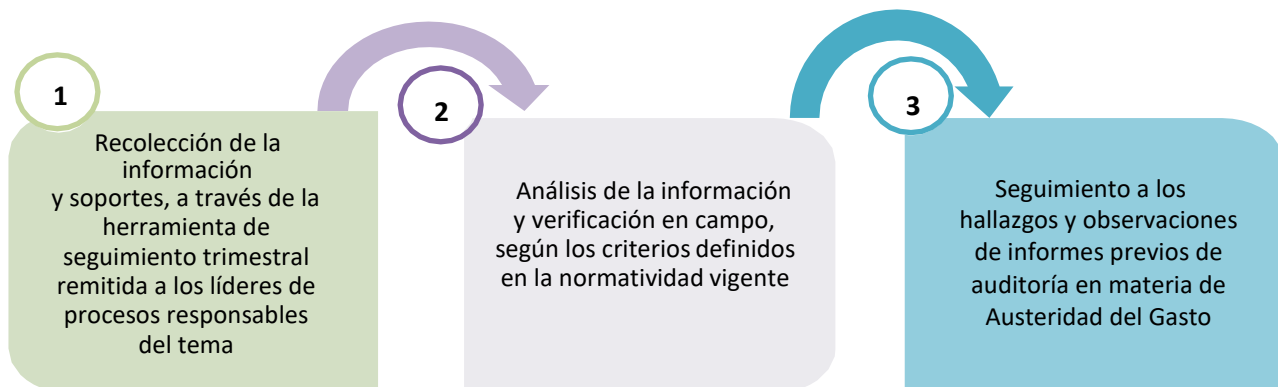 1
Recolección de la
información
y soportes, a través de la
herramienta de
seguimiento trimestral
remitida a los líderes de
procesos responsables
del tema
2
Análisis de la información
y verificación en campo,
según los criterios definidos
en la normatividad vigente
3
Seguimiento a los
hallazgos y observaciones
de informes previos de
auditoría en materia de
Austeridad del Gasto